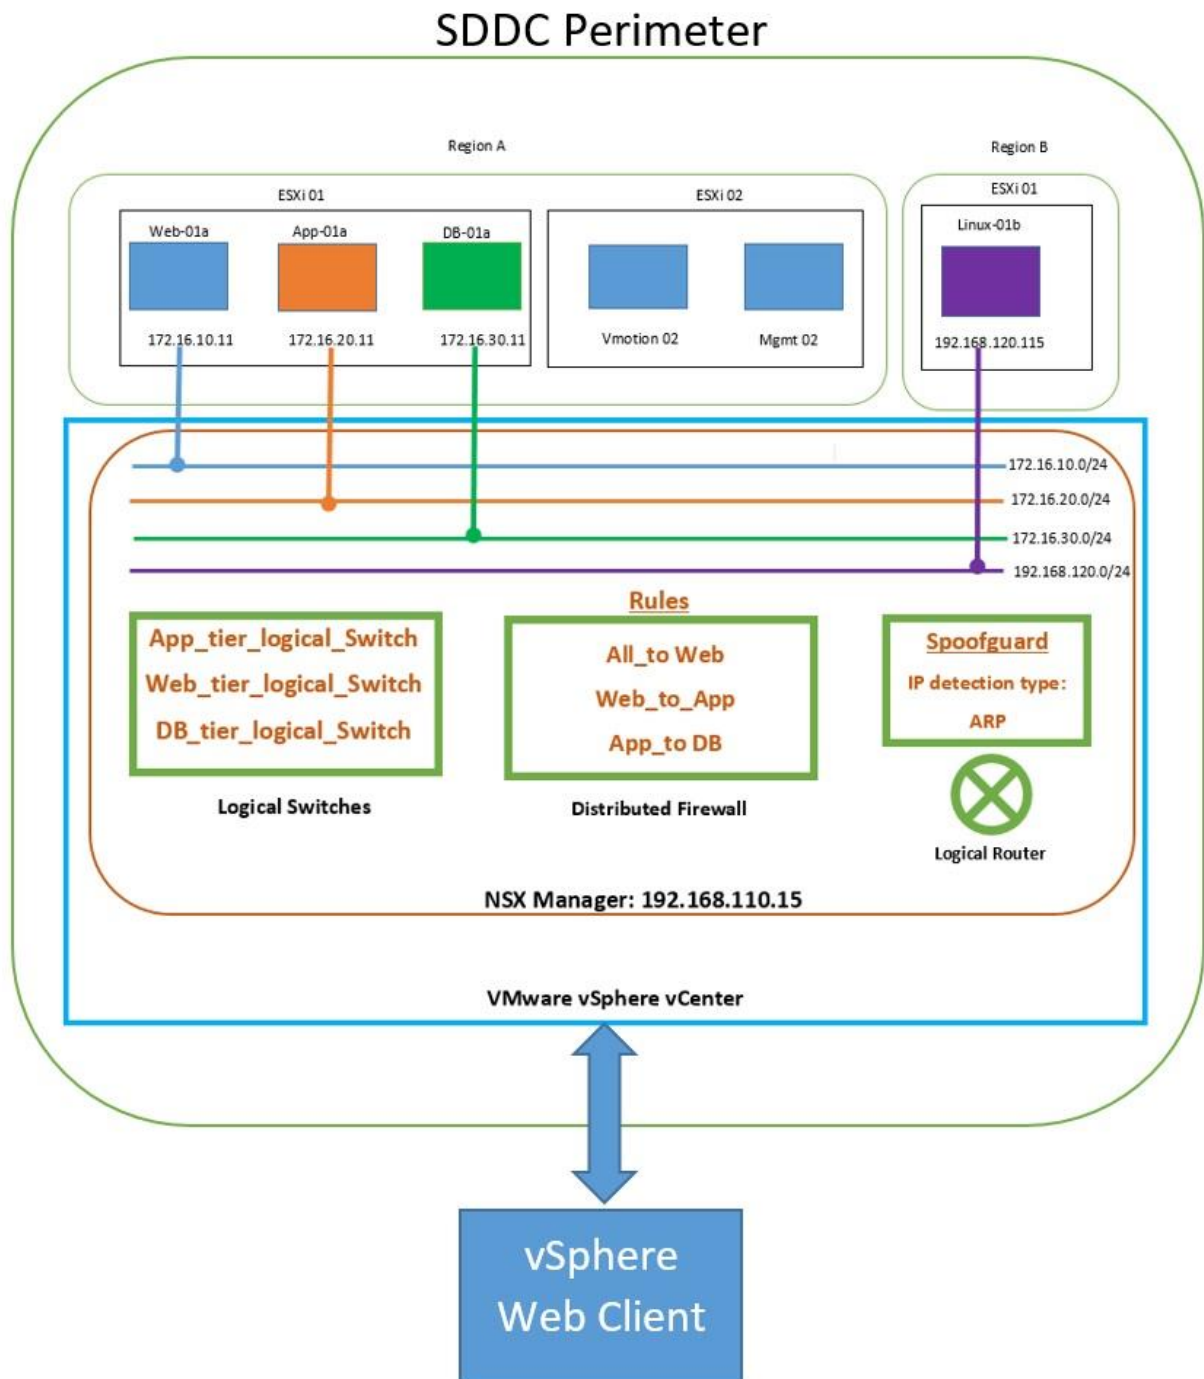 SDDC Perimeter
Region A
Region B
ESXi 01
ESXi 02
ESXi 01
Web-01a
App-01a
DB-01a
Linux-01b
172.16.10.11
172.16.20.11
172.16.30.11
Vmotion 02
Mgmt 02
192.168.120.115
172.16.10.0/24
172.16.20.0/24
172.16.30.0/24
192.168.120.0/24
App_tier_logical_Switch
Web_tier_logical_Switch
DB_tier_logical_Switch
Logical Switches
Rules
All_to Web
Web_to_App
App_to DB
Distributed Firewall
Spoofguard
IP detection type:
ARP
Logical Router
NSX Manager: 192.168.110.15
VMware vSphere vCenter
vSphere
Web Client